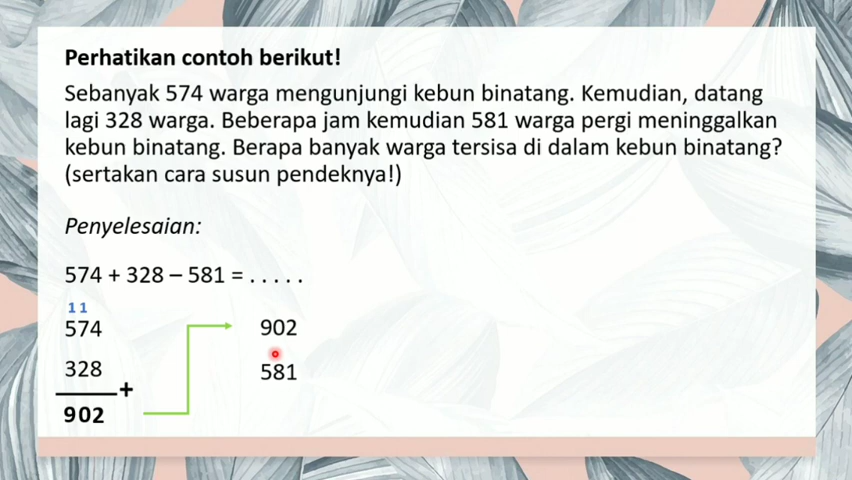 Perhatikan contoh berikut!
Sebanyak 574 warga mengunjungi kebun binatang. Kemudian, datang
lagi 328 warga. Beberapa jam kemudian 581 warga pergi meninggalkan
kebun binatang. Berapa banyak warga tersisa di dalam kebun binatang?
(sertakan cara susun pendeknya!)
Penyelesaian:
574 + 328 – 581 = . . . . .
1 1
574
328
+
902
902
581